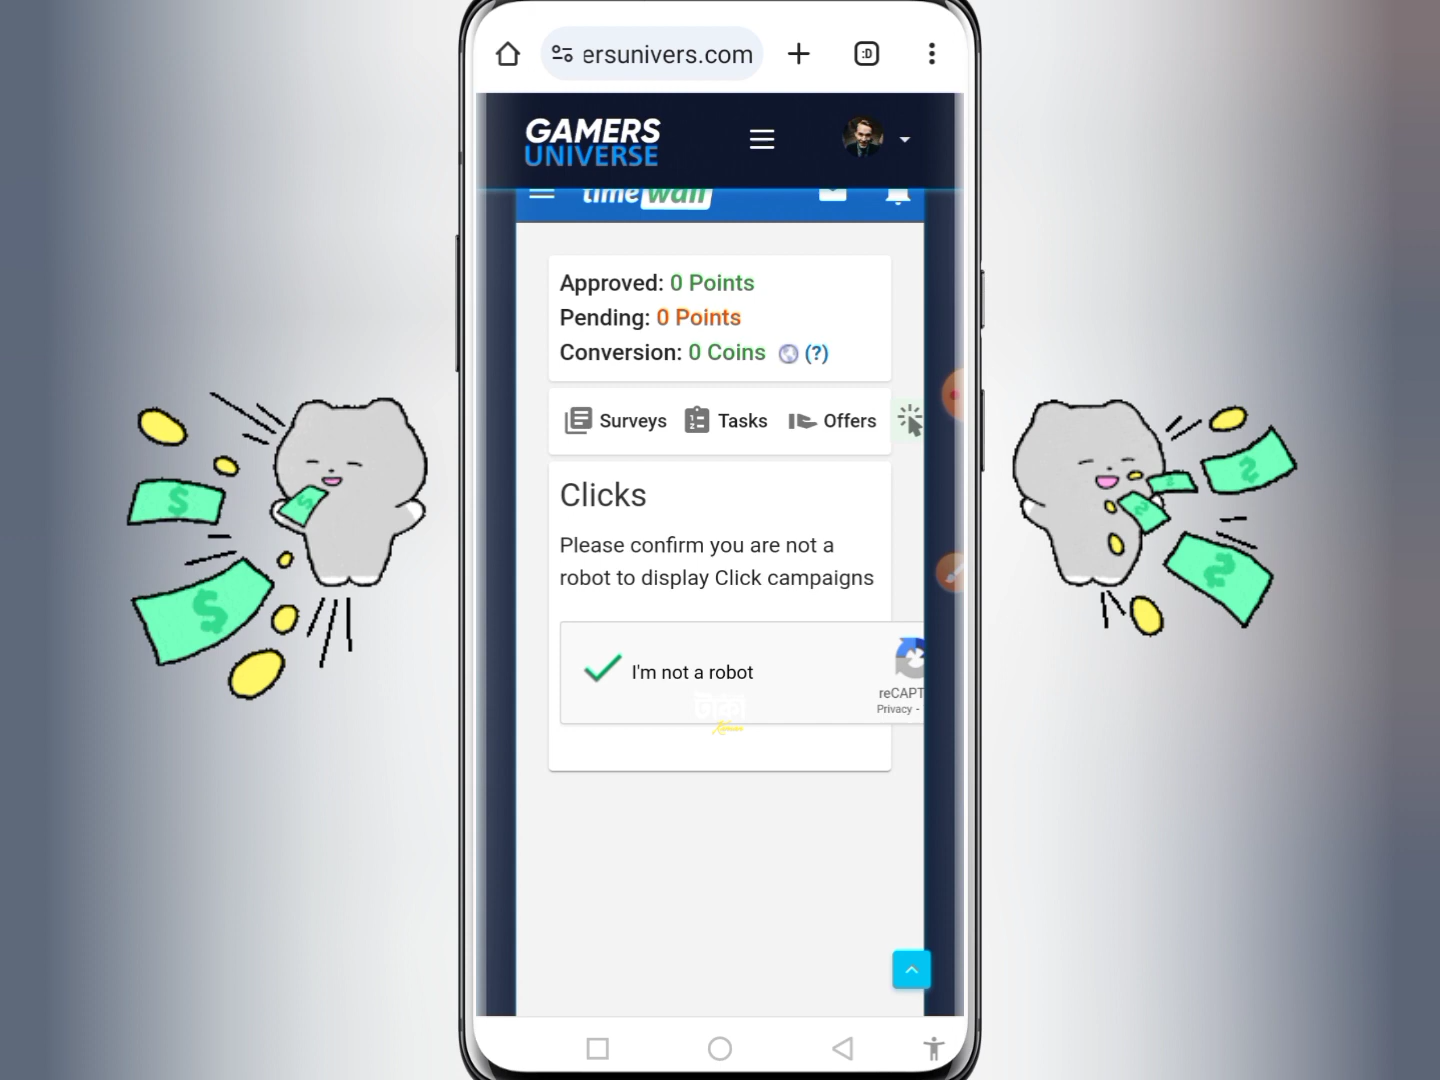 ersunivers.com
:D
GAMERS
UNIVERSE
time wall
Approved: 0 Points
Pending: 0 Points
Conversion: 0 Coins (?)
Surveys Tasks Offers
Clicks
Please confirm you are not a
robot to display Click campaigns
I'm not a robot
reCAPT
Privacy -
টাকা